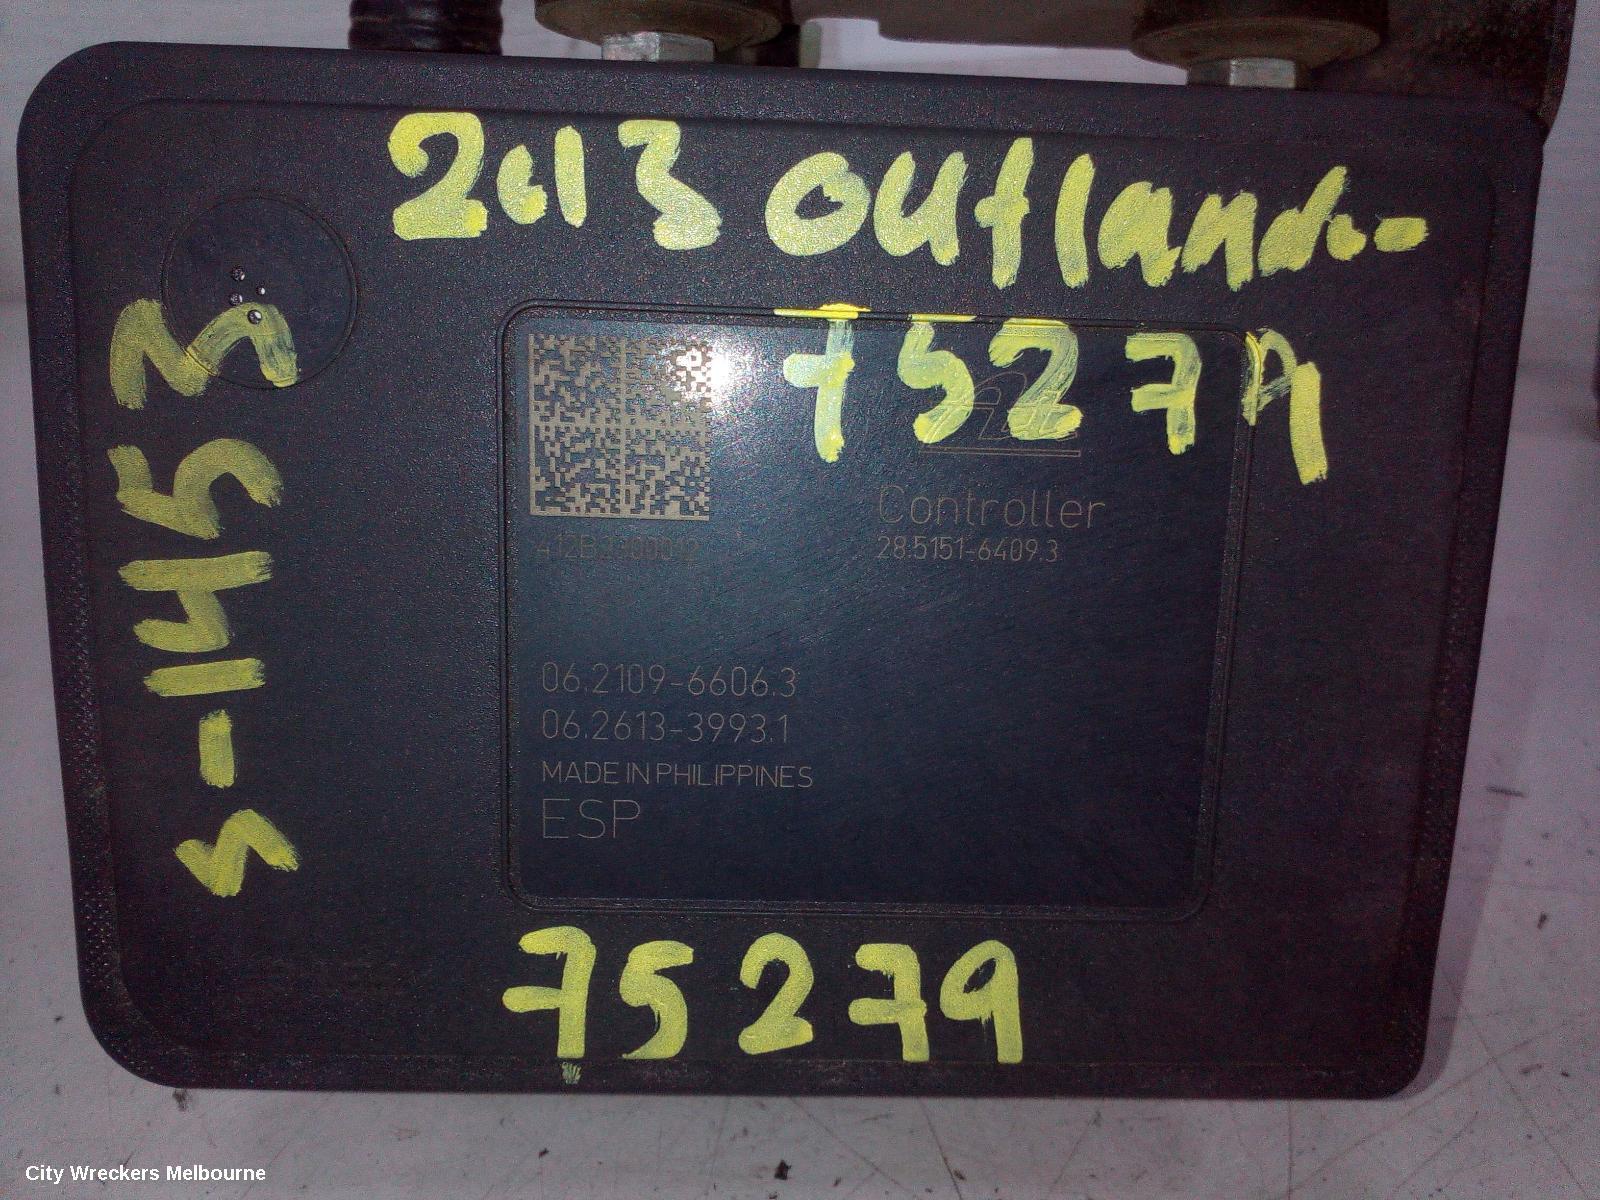 2013 outlander
75279
S-1453
Controller
28.5151-6409.3
06.2109-6606.3
06.2613-3993.1
MADE IN PHILIPPINES
ESP
75279
City Wreckers Melbourne